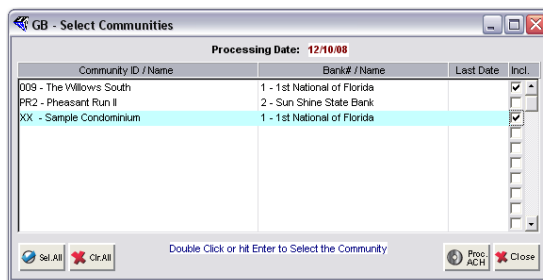 GB - Select Communities
Processing Date: 12/10/08
Community ID / Name Bank# / Name Last Date Incl.
009 - The Willows South 1 - 1st National of Florida
PR2 - Pheasant Run II 2 - Sun Shine State Bank
XX - Sample Condominium 1 - 1st National of Florida
Sel.All Clr.All Double Click or hit Enter to Select the Community Proc. ACH Close